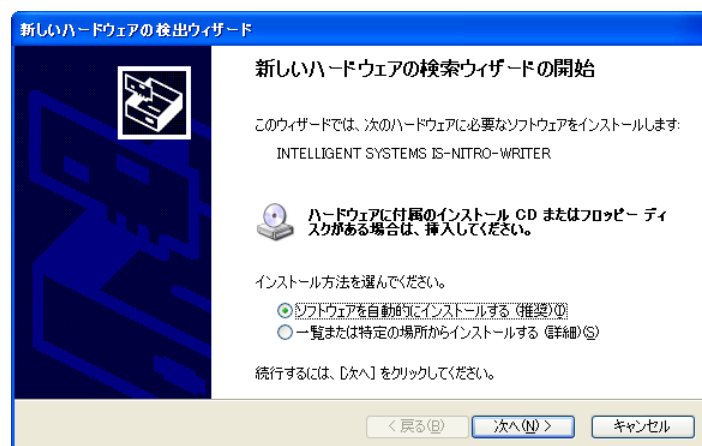 新しいハードウェアの検出ウィザード
新しいハードウェアの検索ウィザードの開始
このウィザードでは、次のハードウェアに必要なソフトウェアをインストールします:
INTELLIGENT SYSTEMS IS-NITRO-WRITER
ハードウェアに付属のインストール CD またはフロッピー ディ
スクがある場合は、挿入してください。
インストール方法を選んでください。
ソフトウェアを自動的にインストールする (推奨)(I)
一覧または特定の場所からインストールする (詳細)(S)
続行するには、[次へ] をクリックしてください。
< 戻る(B) 次へ(N) > キャンセル